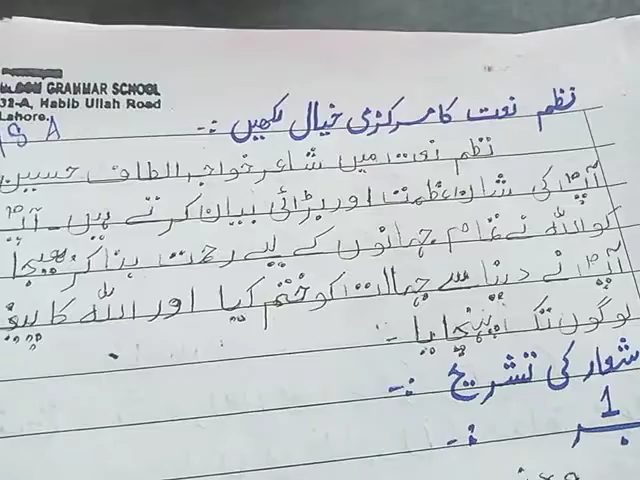 GRAMMAR SCHOOL
32-A, Habib Ullah Road
Lahore.
نظم نعت کا مرکزی خیال لکھیں :-
نظم نعت میں شاعر خواجہ الطاف حسین
آپؐ کی شان و عظمت اور بڑائی بیان کرتے ہیں۔ آپؐ
کو اللہ نے تمام جہانوں کے لیے رحمت بنا کر بھیجا
آپؐ نے دنیا سے جہالت کو ختم کیا اور اللہ کا
لوگوں تک پہنچایا -
کی تشریح :-
1